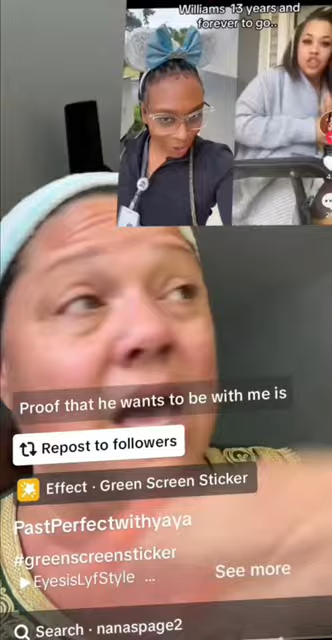 Williams 13 years and
forever to go..
Proof that he wants to be with me is
Repost to followers
Effect · Green Screen Sticker
PastPerfectwithyaya
#greenscreensticker
EyesisLyfStyle ...
See more
Search · nanaspage2